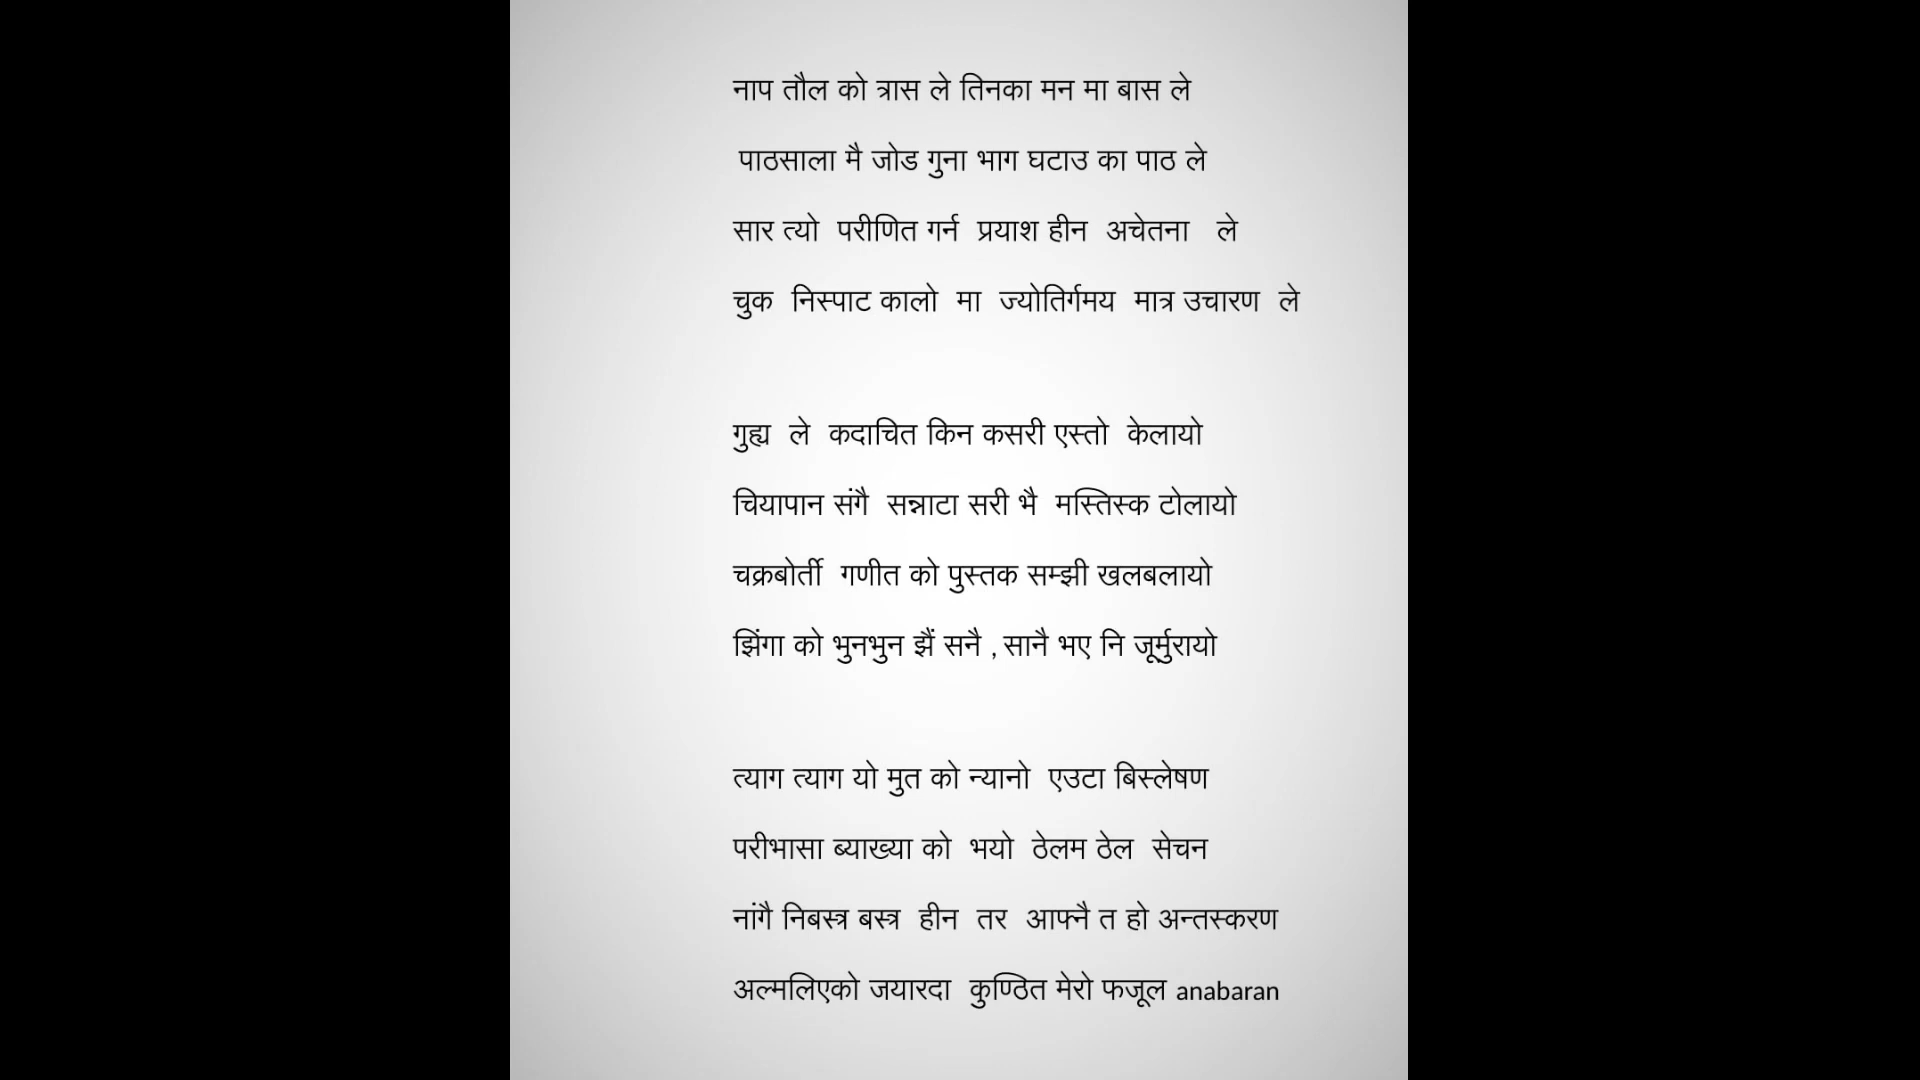 नाप तौल को त्रास ले तिनका मन मा बास ले
पाठसाला मै जोड गुना भाग घटाउ का पाठ ले
सार त्यो परीणित गर्न प्रयाश हीन अचेतना ले
चुक निस्पाट कालो मा ज्योतिर्गमय मात्र उचारण ले
गुह्य ले कदाचित किन कसरी एस्तो केलायो
चियापान संगै सन्नाटा सरी भै मस्तिस्क टोलायो
चक्रबोर्ती गणीत को पुस्तक सम्झी खलबलायो
झिंगा को भुनभुन झैं सनै , सानै भए नि जूर्मुरायो
त्याग त्याग यो मुत को न्यानो एउटा बिस्लेषण
परीभासा ब्याख्या को भयो ठेलम ठेल सेचन
नांगै निबस्त्र बस्त्र हीन तर आफ्नै त हो अन्तस्करण
अल्मलिएको जयारदा कुण्ठित मेरो फजूल anabaran